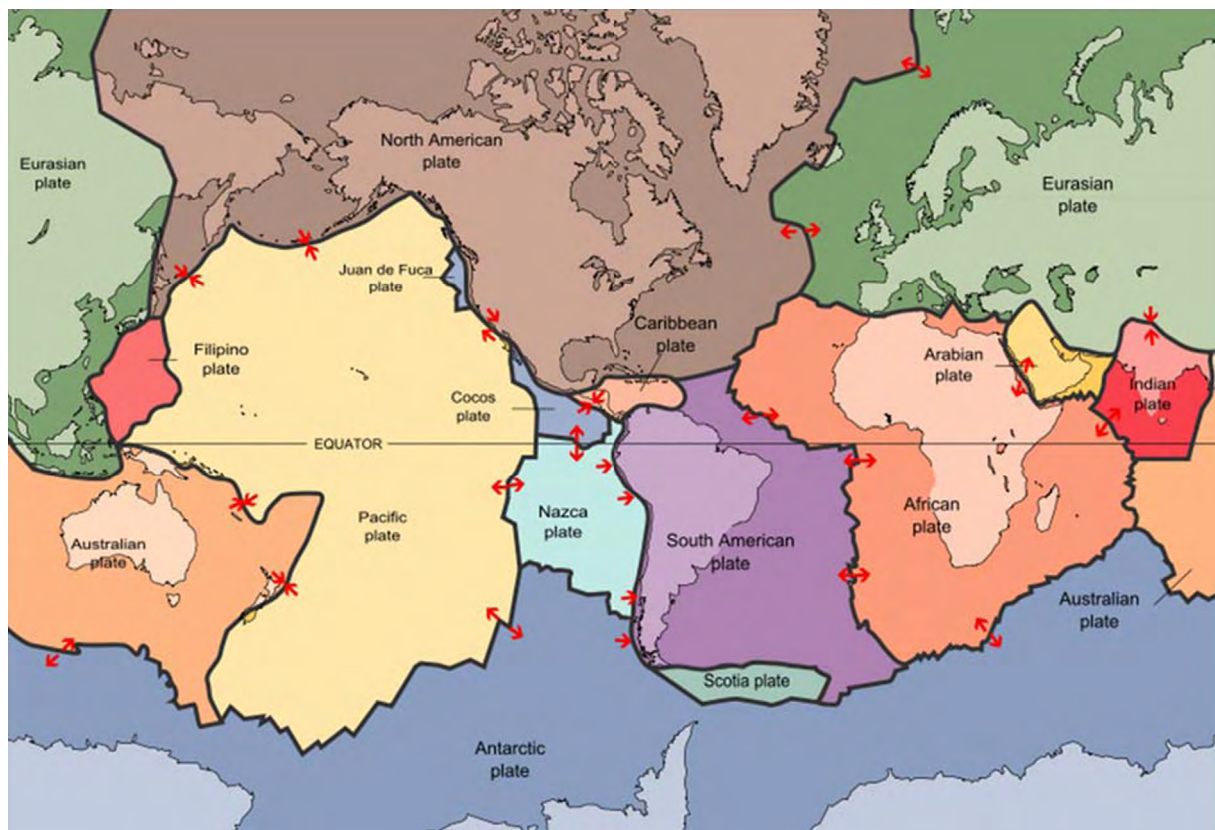 North American
plate
Eurasian
plate
Eurasian
plate
Juan de Fuca
plate
Caribbean
plate
Filipino
plate
Arabian
plate
Indian
plate
Cocos
plate
EQUATOR
Pacific
plate
Nazca
plate
African
plate
Australian
plate
South American
plate
Australian
plate
Scotia plate
Antarctic
plate